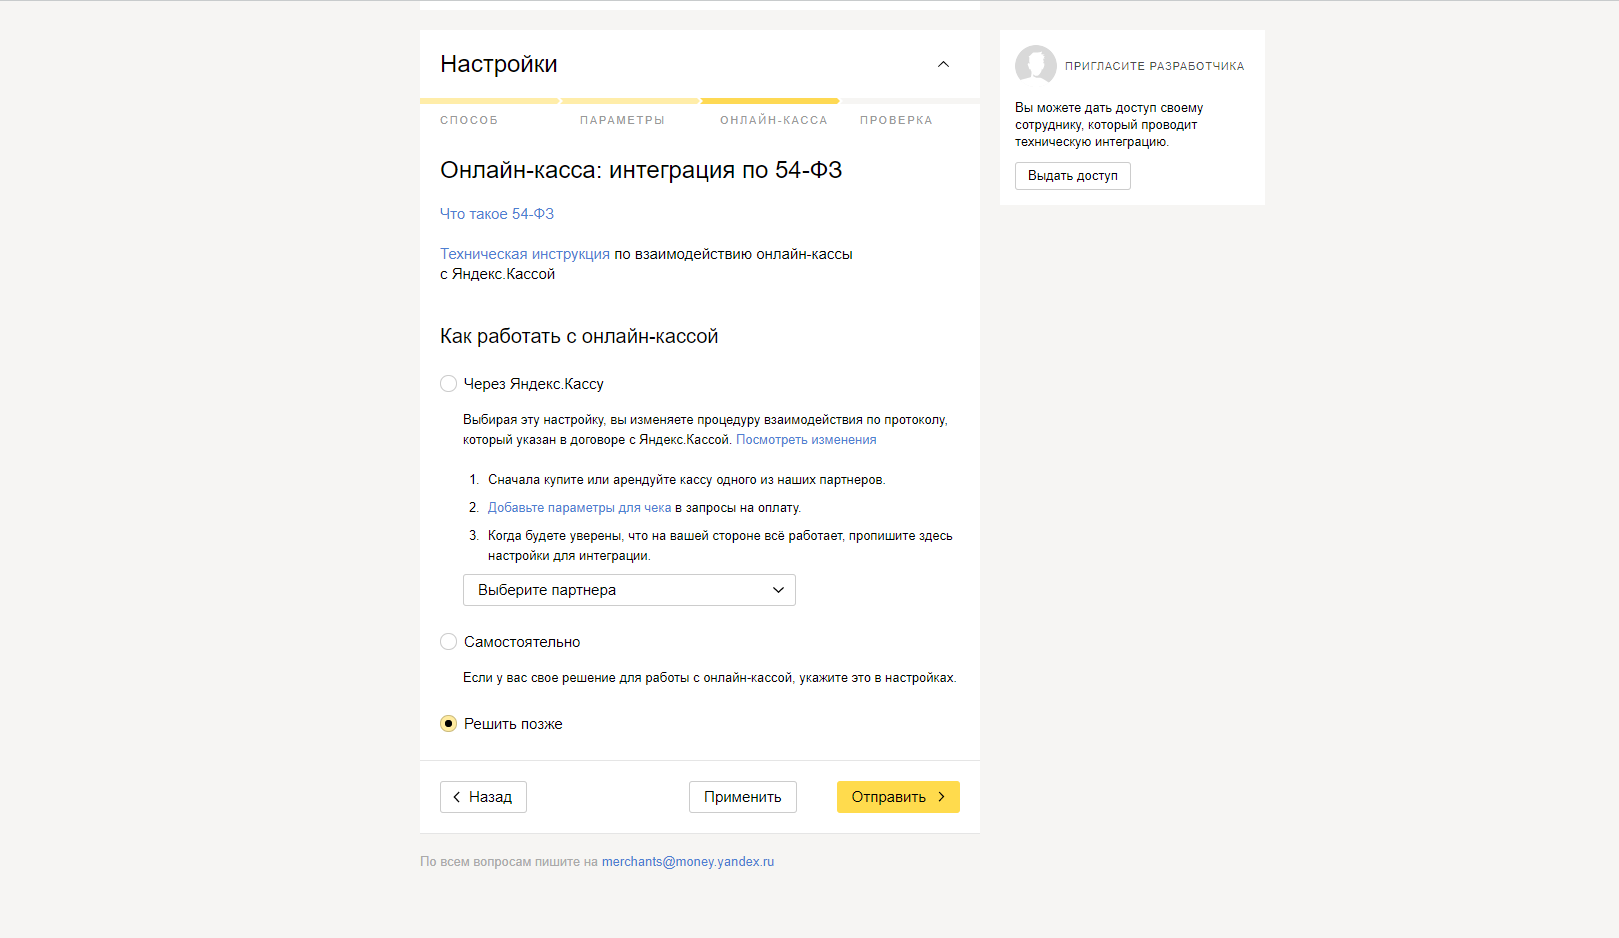 Настройки
СПОСОБ
ПАРАМЕТРЫ
ОНЛАЙН-КАССА
ПРОВЕРКА
Онлайн-касса: интеграция по 54-ФЗ
Что такое 54-ФЗ
Техническая инструкция по взаимодействию онлайн-кассы
с Яндекс.Кассой
Как работать с онлайн-кассой
Через Яндекс.Кассу
Выбирая эту настройку, вы изменяете процедуру взаимодействия по протоколу,
который указан в договоре с Яндекс.Кассой. Посмотреть изменения
1. Сначала купите или арендуйте кассу одного из наших партнеров.
2. Добавьте параметры для чека в запросы на оплату.
3. Когда будете уверены, что на вашей стороне всё работает, пропишите здесь
настройки для интеграции.
Выберите партнера
Самостоятельно
Если у вас свое решение для работы с онлайн-кассой, укажите это в настройках.
Решить позже
Назад
Применить
Отправить
По всем вопросам пишите на merchants@money.yandex.ru
ПРИГЛАСИТЕ РАЗРАБОТЧИКА
Вы можете дать доступ своему
сотруднику, который проводит
техническую интеграцию.
Выдать доступ